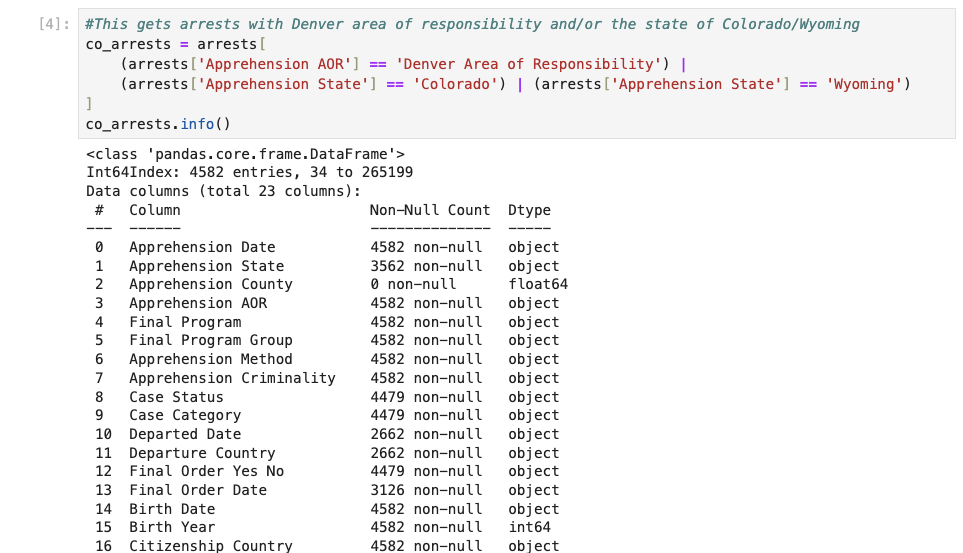 [4]: #This gets arrests with Denver area of responsibility and/or the state of Colorado/Wyoming
co_arrests = arrests[
    (arrests['Apprehension AOR'] == 'Denver Area of Responsibility') |
    (arrests['Apprehension State'] == 'Colorado') | (arrests['Apprehension State'] == 'Wyoming')
]
co_arrests.info()
<class 'pandas.core.frame.DataFrame'>
Int64Index: 4582 entries, 34 to 265199
Data columns (total 23 columns):
 #   Column                      Non-Null Count  Dtype
---  ------                      --------------  -----
 0   Apprehension Date           4582 non-null   object
 1   Apprehension State          3562 non-null   object
 2   Apprehension County         0 non-null      float64
 3   Apprehension AOR            4582 non-null   object
 4   Final Program               4582 non-null   object
 5   Final Program Group         4582 non-null   object
 6   Apprehension Method         4582 non-null   object
 7   Apprehension Criminality    4582 non-null   object
 8   Case Status                 4479 non-null   object
 9   Case Category               4479 non-null   object
 10  Departed Date               2662 non-null   object
 11  Departure Country           2662 non-null   object
 12  Final Order Yes No          4479 non-null   object
 13  Final Order Date            3126 non-null   object
 14  Birth Date                  4582 non-null   object
 15  Birth Year                  4582 non-null   int64
 16  Citizenship Country         4582 non-null   object